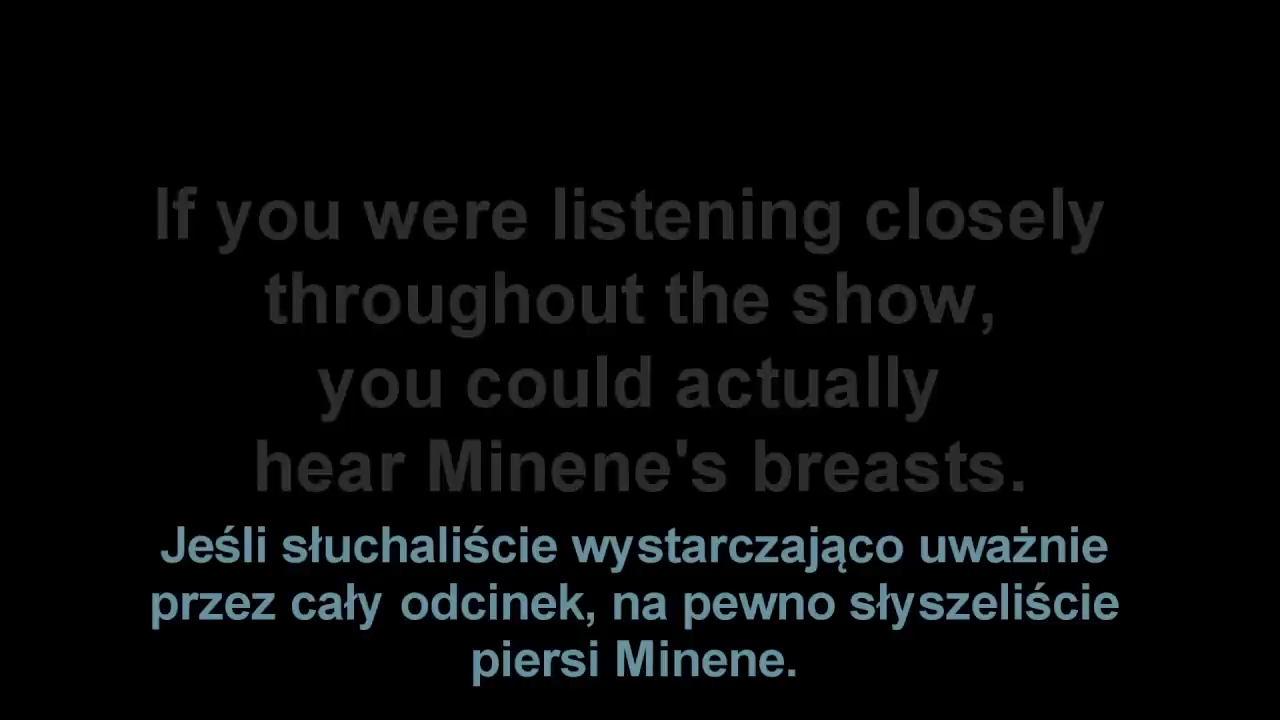 If you were listening closely
throughout the show,
you could actually
hear Minene's breasts.
Jeśli słuchaliście wystarczająco uważnie
przez cały odcinek, na pewno słyszeliście
piersi Minene.